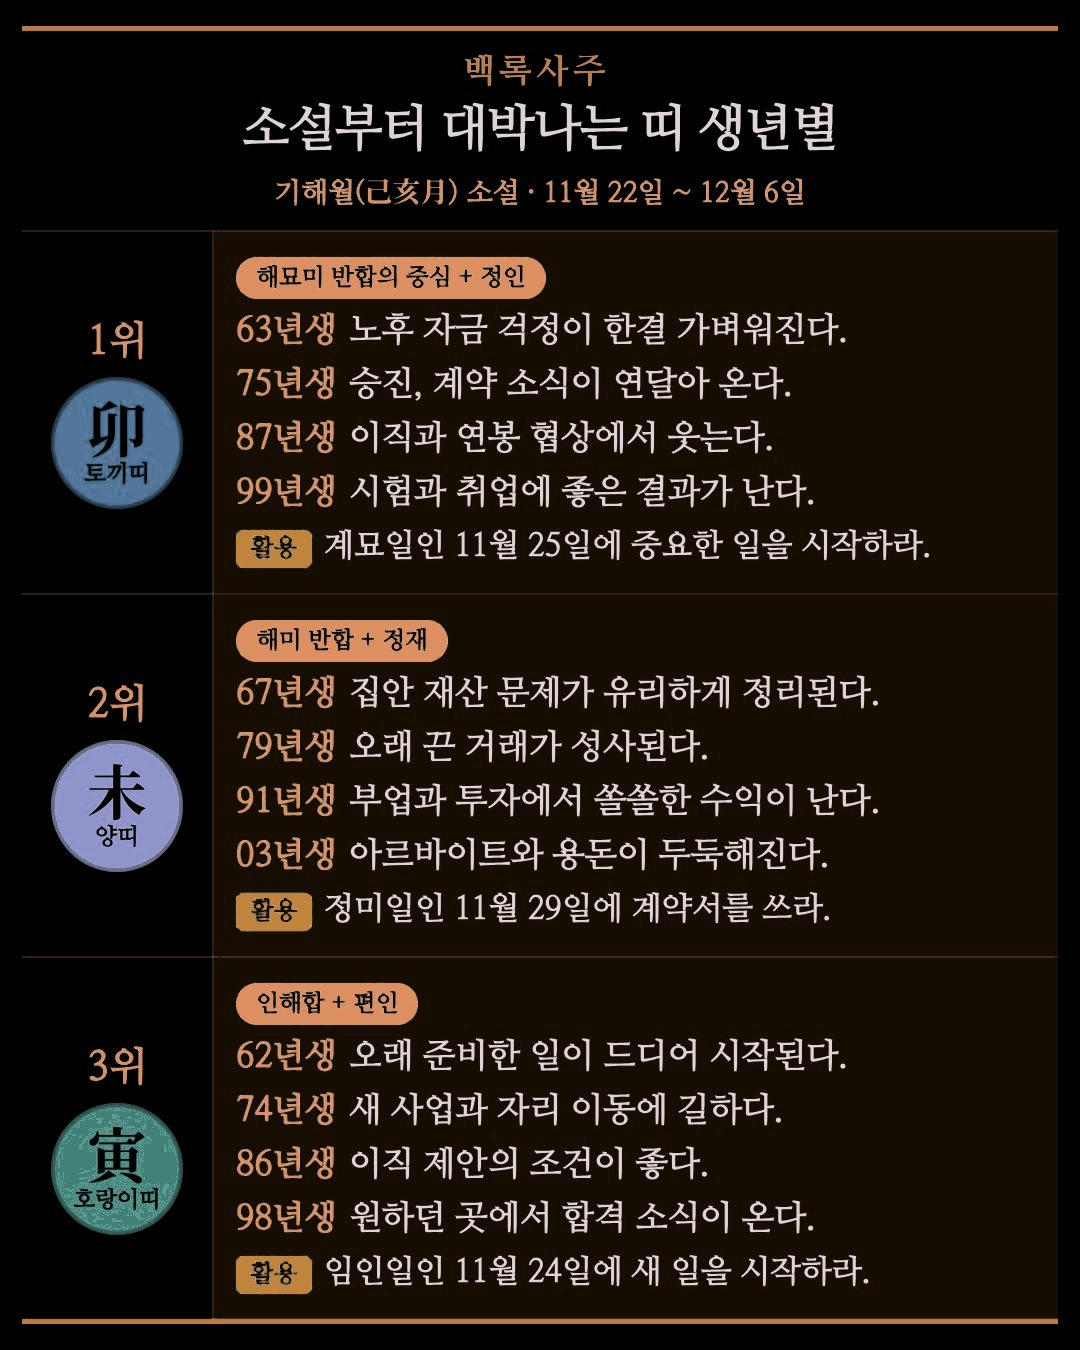 백록사주
소설부터 대박나는 띠 생년별
기해월(己亥月) 소설 · 11월 22일 ~ 12월 6일
1위
卯
토끼띠
해묘미 반합의 중심 + 정인
63년생 노후 자금 걱정이 한결 가벼워진다.
75년생 승진, 계약 소식이 연달아 온다.
87년생 이직과 연봉 협상에서 웃는다.
99년생 시험과 취업에 좋은 결과가 난다.
활용 계묘일인 11월 25일에 중요한 일을 시작하라.
2위
未
양띠
해미 반합 + 정재
67년생 집안 재산 문제가 유리하게 정리된다.
79년생 오래 끈 거래가 성사된다.
91년생 부업과 투자에서 쏠쏠한 수익이 난다.
03년생 아르바이트와 용돈이 두둑해진다.
활용 정미일인 11월 29일에 계약서를 쓰라.
3위
寅
호랑이띠
인해합 + 편인
62년생 오래 준비한 일이 드디어 시작된다.
74년생 새 사업과 자리 이동에 길하다.
86년생 이직 제안의 조건이 좋다.
98년생 원하던 곳에서 합격 소식이 온다.
활용 임인일인 11월 24일에 새 일을 시작하라.